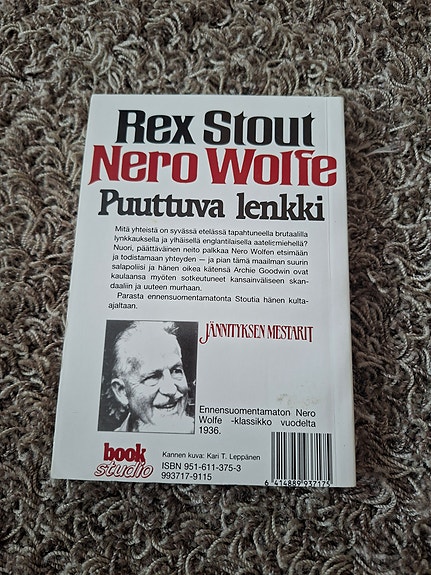 Rex Stout
Nero Wolfe
Puuttuva lenkki
Mitä yhteistä on syvässä etelässä tapahtuneella brutaalilla
lynkkauksella ja ylhäisellä englantilaisella aatelismiehellä?
Nuori, päättäväinen neito palkkaa Nero Wolfen etsimään
ja todistamaan yhteyden — ja pian tämä maailman suurin
salapoliisi ja hänen oikea kätensä Archie Goodwin ovat
kaulaansa myöten sotkeutuneet kansainväliseen skan-
daaliin ja uuteen murhaan.
Parasta ennensuomentamatonta Stoutia hänen kulta-
ajaltaan.
JÄNNITYKSEN MESTARIT
Ennensuomentamaton Nero
Wolfe -klassikko vuodelta
1936.
book
studio
Kannen kuva: Kari T. Leppänen
ISBN 951-611-375-3
993717-9115
6 414889 937175